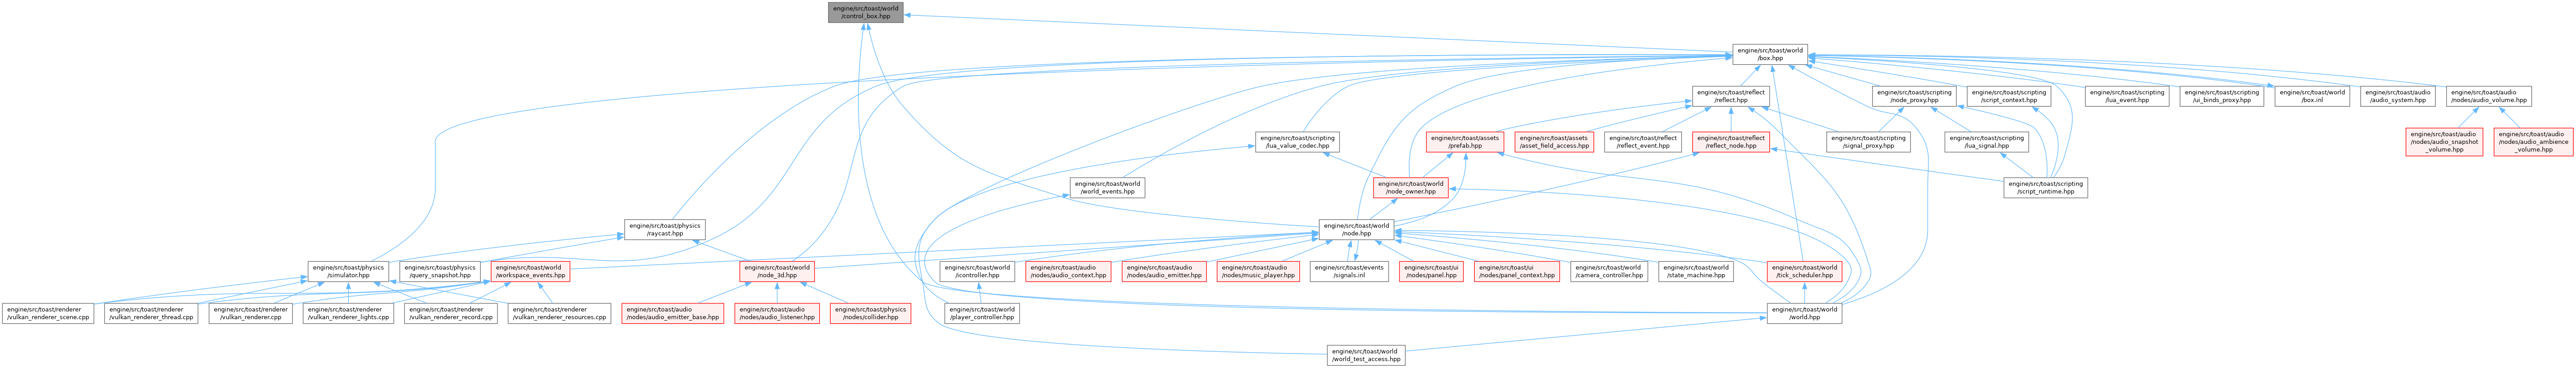 engine/src/toast/world
/control_box.hpp
engine/src/toast/world
/box.hpp
engine/src/toast/reflect
/reflect.hpp
engine/src/toast/scripting
/node_proxy.hpp
engine/src/toast/scripting
/script_context.hpp
engine/src/toast/scripting
/lua_event.hpp
engine/src/toast/scripting
/ui_binds_proxy.hpp
engine/src/toast/world
/box.inl
engine/src/toast/audio
/audio_system.hpp
engine/src/toast/audio
/nodes/audio_volume.hpp
engine/src/toast/scripting
/lua_value_codec.hpp
engine/src/toast/assets
/prefab.hpp
engine/src/toast/assets
/asset_field_access.hpp
engine/src/toast/reflect
/reflect_event.hpp
engine/src/toast/reflect
/reflect_node.hpp
engine/src/toast/scripting
/signal_proxy.hpp
engine/src/toast/scripting
/lua_signal.hpp
engine/src/toast/audio
/nodes/audio_snapshot
_volume.hpp
engine/src/toast/audio
/nodes/audio_ambience
_volume.hpp
engine/src/toast/world
/world_events.hpp
engine/src/toast/world
/node_owner.hpp
engine/src/toast/scripting
/script_runtime.hpp
engine/src/toast/physics
/raycast.hpp
engine/src/toast/world
/node.hpp
engine/src/toast/physics
/simulator.hpp
engine/src/toast/physics
/query_snapshot.hpp
engine/src/toast/world
/workspace_events.hpp
engine/src/toast/world
/node_3d.hpp
engine/src/toast/world
/controller.hpp
engine/src/toast/audio
/nodes/audio_context.hpp
engine/src/toast/audio
/nodes/audio_emitter.hpp
engine/src/toast/audio
/nodes/music_player.hpp
engine/src/toast/events
/signals.inl
engine/src/toast/ui
/nodes/panel.hpp
engine/src/toast/ui
/nodes/panel_context.hpp
engine/src/toast/world
/camera_controller.hpp
engine/src/toast/world
/state_machine.hpp
engine/src/toast/world
/tick_scheduler.hpp
engine/src/toast/renderer
/vulkan_renderer_scene.cpp
engine/src/toast/renderer
/vulkan_renderer_thread.cpp
engine/src/toast/renderer
/vulkan_renderer.cpp
engine/src/toast/renderer
/vulkan_renderer_lights.cpp
engine/src/toast/renderer
/vulkan_renderer_record.cpp
engine/src/toast/renderer
/vulkan_renderer_resources.cpp
engine/src/toast/audio
/nodes/audio_emitter_base.hpp
engine/src/toast/audio
/nodes/audio_listener.hpp
engine/src/toast/physics
/nodes/collider.hpp
engine/src/toast/world
/player_controller.hpp
engine/src/toast/world
/world.hpp
engine/src/toast/world
/world_test_access.hpp